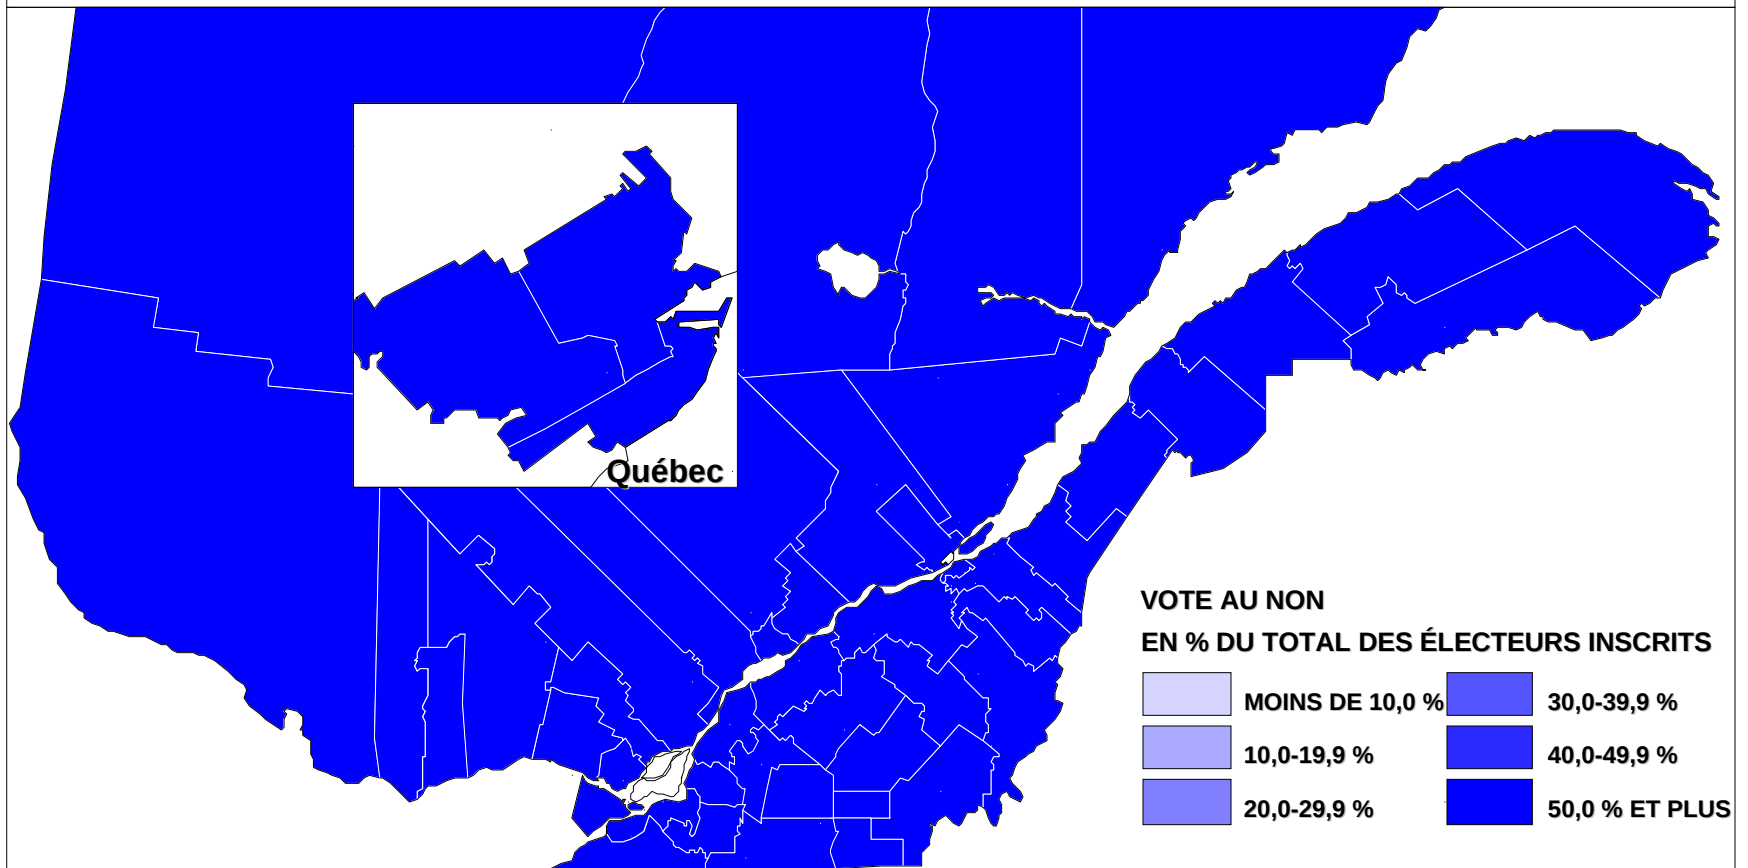 Québec
VOTE AU NON
EN % DU TOTAL DES ÉLECTEURS INSCRITS
MOINS DE 10,0 %
10,0-19,9 %
20,0-29,9 %
30,0-39,9 %
40,0-49,9 %
50,0 % ET PLUS